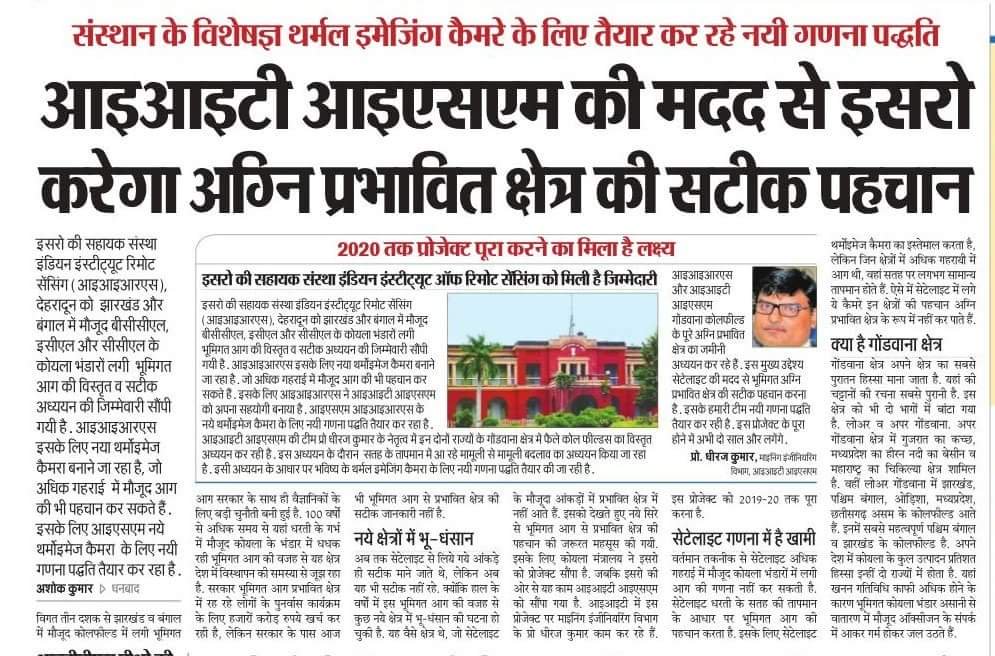 संस्थान के विशेषज्ञ थर्मल इमेजिंग कैमरे के लिए तैयार कर रहे नयी गणना पद्धति
आइआइटी आइएसएम की मदद से इसरो
करेगा अग्नि प्रभावित क्षेत्र की सटीक पहचान
इसरो की सहायक संस्था
इंडियन इंस्टीट्यूट रिमोट
सेंसिंग (आइआइआरएस),
देहरादून को झारखंड और
बंगाल में मौजूद बीसीसीएल,
इसीएल और सीसीएल के
कोयला भंडारों लगी भूमिगत
आग की विस्तृत व सटीक
अध्ययन की जिम्मेवारी सौंपी
गयी है. आइआइआरएस
इसके लिए नया थर्मोइमेज
कैमरा बनाने जा रहा है, जो
अधिक गहराई में मौजूद आग
की भी पहचान कर सकते हैं.
इसके लिए आइएसएम नये
थर्मोइमेज कैमरा के लिए नयी
गणना पद्धति तैयार कर रहा है.
अशोक कुमार ▷ धनबाद
विगत तीन दशक से झारखंड व बंगाल
में मौजूद कोलफील्ड में लगी भूमिगत
2020 तक प्रोजेक्ट पूरा करने का मिला है लक्ष्य
इसरो की सहायक संस्था इंडियन इंस्टीट्यूट ऑफ रिमोट सेंसिंग को मिली है जिम्मेदारी
इसरो की सहायक संस्था इंडियन इंस्टीट्यूट रिमोट सेंसिंग
(आइआइआरएस), देहरादून को झारखंड और बंगाल में मौजूद
बीसीसीएल, इसीएल और सीसीएल के कोयला भंडारों लगी
भूमिगत आग की विस्तृत व सटीक अध्ययन की जिम्मेवारी सौंपी
गयी है. आइआइआरएस इसके लिए नया थर्मोइमेज कैमरा बनाने
जा रहा है. जो अधिक गहराई में मौजूद आग की भी पहचान कर
सकते है. इसके लिए आइआइआरएस ने आइआइटी आइएसएम
को अपना सहयोगी बनाया है. आइएसएम आइआइआरएस के
नये थर्मोइमेज कैमरा के लिए नयी गणना पद्धति तैयार कर रही है.
आइआइटी आइएसएम की टीम प्रो धीरज कुमार के नेतृत्व में इन दोनों राज्यों के गोंडवाना क्षेत्र मे फैले कोल फील्डस का विस्तृत
अध्ययन कर रही है. इस अध्ययन के दौरान सतह के तापमान में आ रहे मामूली से मामूली बदलाव का अध्ययन किया जा रहा
है. इसी अध्ययन के आधार पर भविष्य के थर्मल इमेजिंग कैमरा के लिए नयी गणना पद्धति तैयार की जा रही है.
आइआइआरएस
और आइआइटी
आइएसएम
गोंडवाना कोलफील्ड
के पूरे अग्नि प्रभावित
क्षेत्र का जमीनी
अध्ययन कर रहे हैं. इस मुख्य उद्देश्य
सेटेलाइट की मदद से भूमिगत अग्नि
प्रभावित क्षेत्र की सटीक पहचान करना
है. इसके हमारी टीम नयी गणना पद्धति
तैयार कर रही है. इस प्रोजेक्ट के पूरा
होने में अभी दो साल और लगेंगे.
प्रो. धीरज कुमार, माइनिंग इंजीनियरिंग
विभाग, आइआइटी आइएसएम
आग सरकार के साथ ही वैज्ञानिकों के
लिए बड़ी चुनौती बनी हुई है. 100 वर्षों
से अधिक समय से यहां धरती के गर्भ
में मौजूद कोयला के भंडार में धधक
रही भूमिगत आग की वजह से यह क्षेत्र
देश में विस्थापन की समस्या से जूझ रहा
है. सरकार भूमिगत आग प्रभावित क्षेत्र
में रह रहे लोगों के पुनर्वास कार्यक्रम
के लिए हजारों करोड़ रुपये खर्च कर
रही है, लेकिन सरकार के पास आज
भी भूमिगत आग से प्रभावित क्षेत्र की
सटीक जानकारी नहीं है.
नये क्षेत्रों में भू-धंसान
अब तक सेटेलाइट से लिये गये आंकड़े
ही सटीक माने जाते थे, लेकिन अब
यह भी सटीक नहीं रहे. क्योंकि हाल के
वर्षों में इस भूमिगत आग की वजह से
कुछ नये क्षेत्र में भू-धंसान की घटना हो
चुकी है. यह वैसे क्षेत्र थे, जो सेटेलाइट
के मौजूदा आंकड़ों में प्रभावित क्षेत्र में
नहीं आते हैं. इसको देखते हुए नये सिरे
से भूमिगत आग से प्रभावित क्षेत्र की
पहचान की जरूरत महसूस की गयी.
इसके लिए कोयला मंत्रालय ने इसरो
को प्रोजेक्ट सौंपा है. जबकि इसरो की
ओर से यह काम आइआइटी आइएसएम
को सौंपा गया है. आइआइटी में इस
प्रोजेक्ट पर माइनिंग इंजीनियरिंग विभाग
के प्रो धीरज कुमार काम कर रहे हैं.
इस प्रोजेक्ट को 2019-20 तक पूरा
करना है.
सेटेलाइट गणना में है खामी
वर्तमान तकनीक से सेटेलाइट अधिक
गहराई में मौजूद कोयला भंडारों में लगी
आग की गणना नहीं कर सकती है.
सेटेलाइट धरती के सतह की तापमान
के आधार पर भूमिगत आग की
पहचान करता है. इसके लिए सेटेलाइट
थर्मोइमेज कैमरा का इस्तेमाल करता है,
लेकिन जिन क्षेत्रों में अधिक गहरायी में
आग थी, वहां सतह पर लगभग सामान्य
तापमान होते हैं. ऐसे में सेटेलाइट में लगे
ये कैमरे इन क्षेत्रों की पहचान अग्नि
प्रभावित क्षेत्र के रूप में नहीं कर पाते हैं.
क्या है गोंडवाना क्षेत्र
गोंडवाना क्षेत्र अपने क्षेत्र का सबसे
पुरातन हिस्सा माना जाता है. यहां की
चट्टानों की रचना सबसे पुरानी है. इस
क्षेत्र को भी दो भागों में बांटा गया
है. लोअर व अपर गोंडवाना. अपर
गोंडवाना क्षेत्र में गुजरात का कच्छ,
मध्यप्रदेश का हीरन नदी का बेसीन व
महाराष्ट्र का चिकिल्या क्षेत्र शामिल
है. वहीं लोअर गोंडवाना में झारखंड,
पश्चिम बंगाल, ओड़िशा, मध्यप्रदेश,
छत्तीसगढ़ असम के कोलफील्ड आते
हैं. इनमें सबसे महत्वपूर्ण पश्चिम बंगाल
व झारखंड के कोलफील्ड है. अपने
देश में कोयला के कुल उत्पादन प्रतिशत
हिस्सा इन्हीं दो राज्यों में होता है. यहां
खनन गतिविधि काफी अधिक होने के
कारण भूमिगत कोयला भंडार असानी से
वातारण में मौजूद ऑक्सीजन के संपर्क
में आकर गर्म होकर जल उठते हैं.